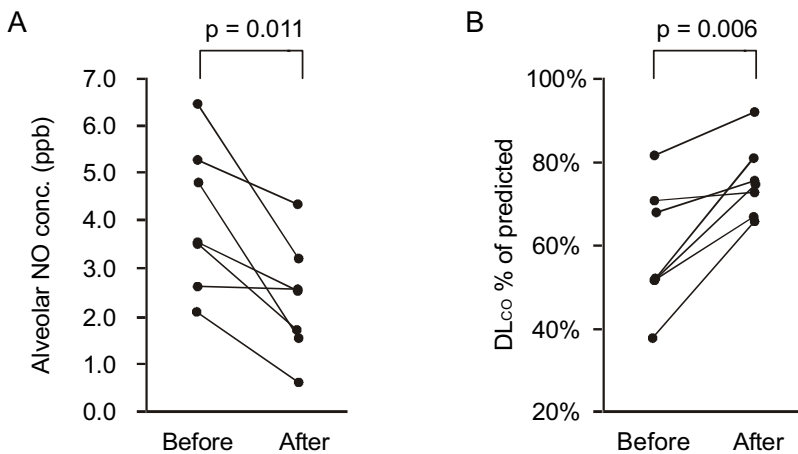 A
p = 0.011
Alveolar NO conc. (ppb)
7.0
6.0
5.0
4.0
3.0
2.0
1.0
0.0
Before After
B
p = 0.006
DLco % of predicted
100%
80%
60%
40%
20%
Before After